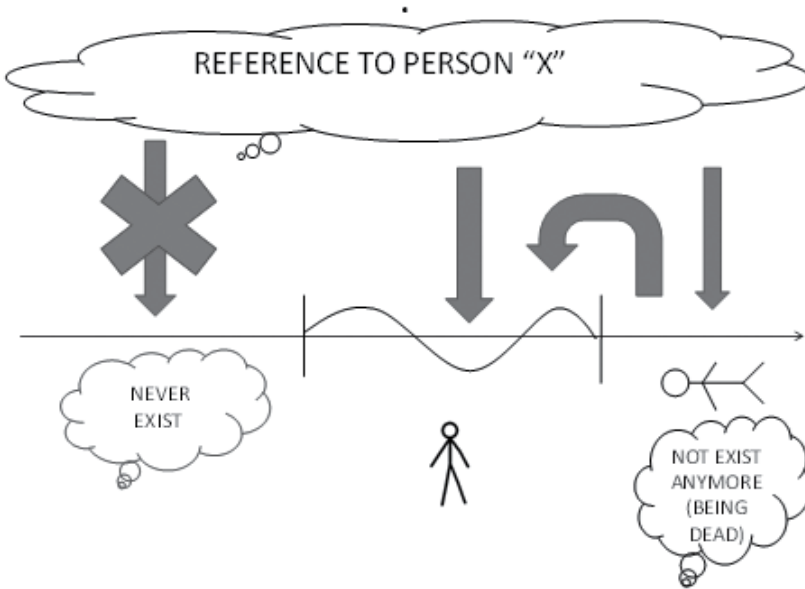 REFERENCE TO PERSON “X”
NEVER
EXIST
NOT EXIST
ANYMORE
(BEING
DEAD)